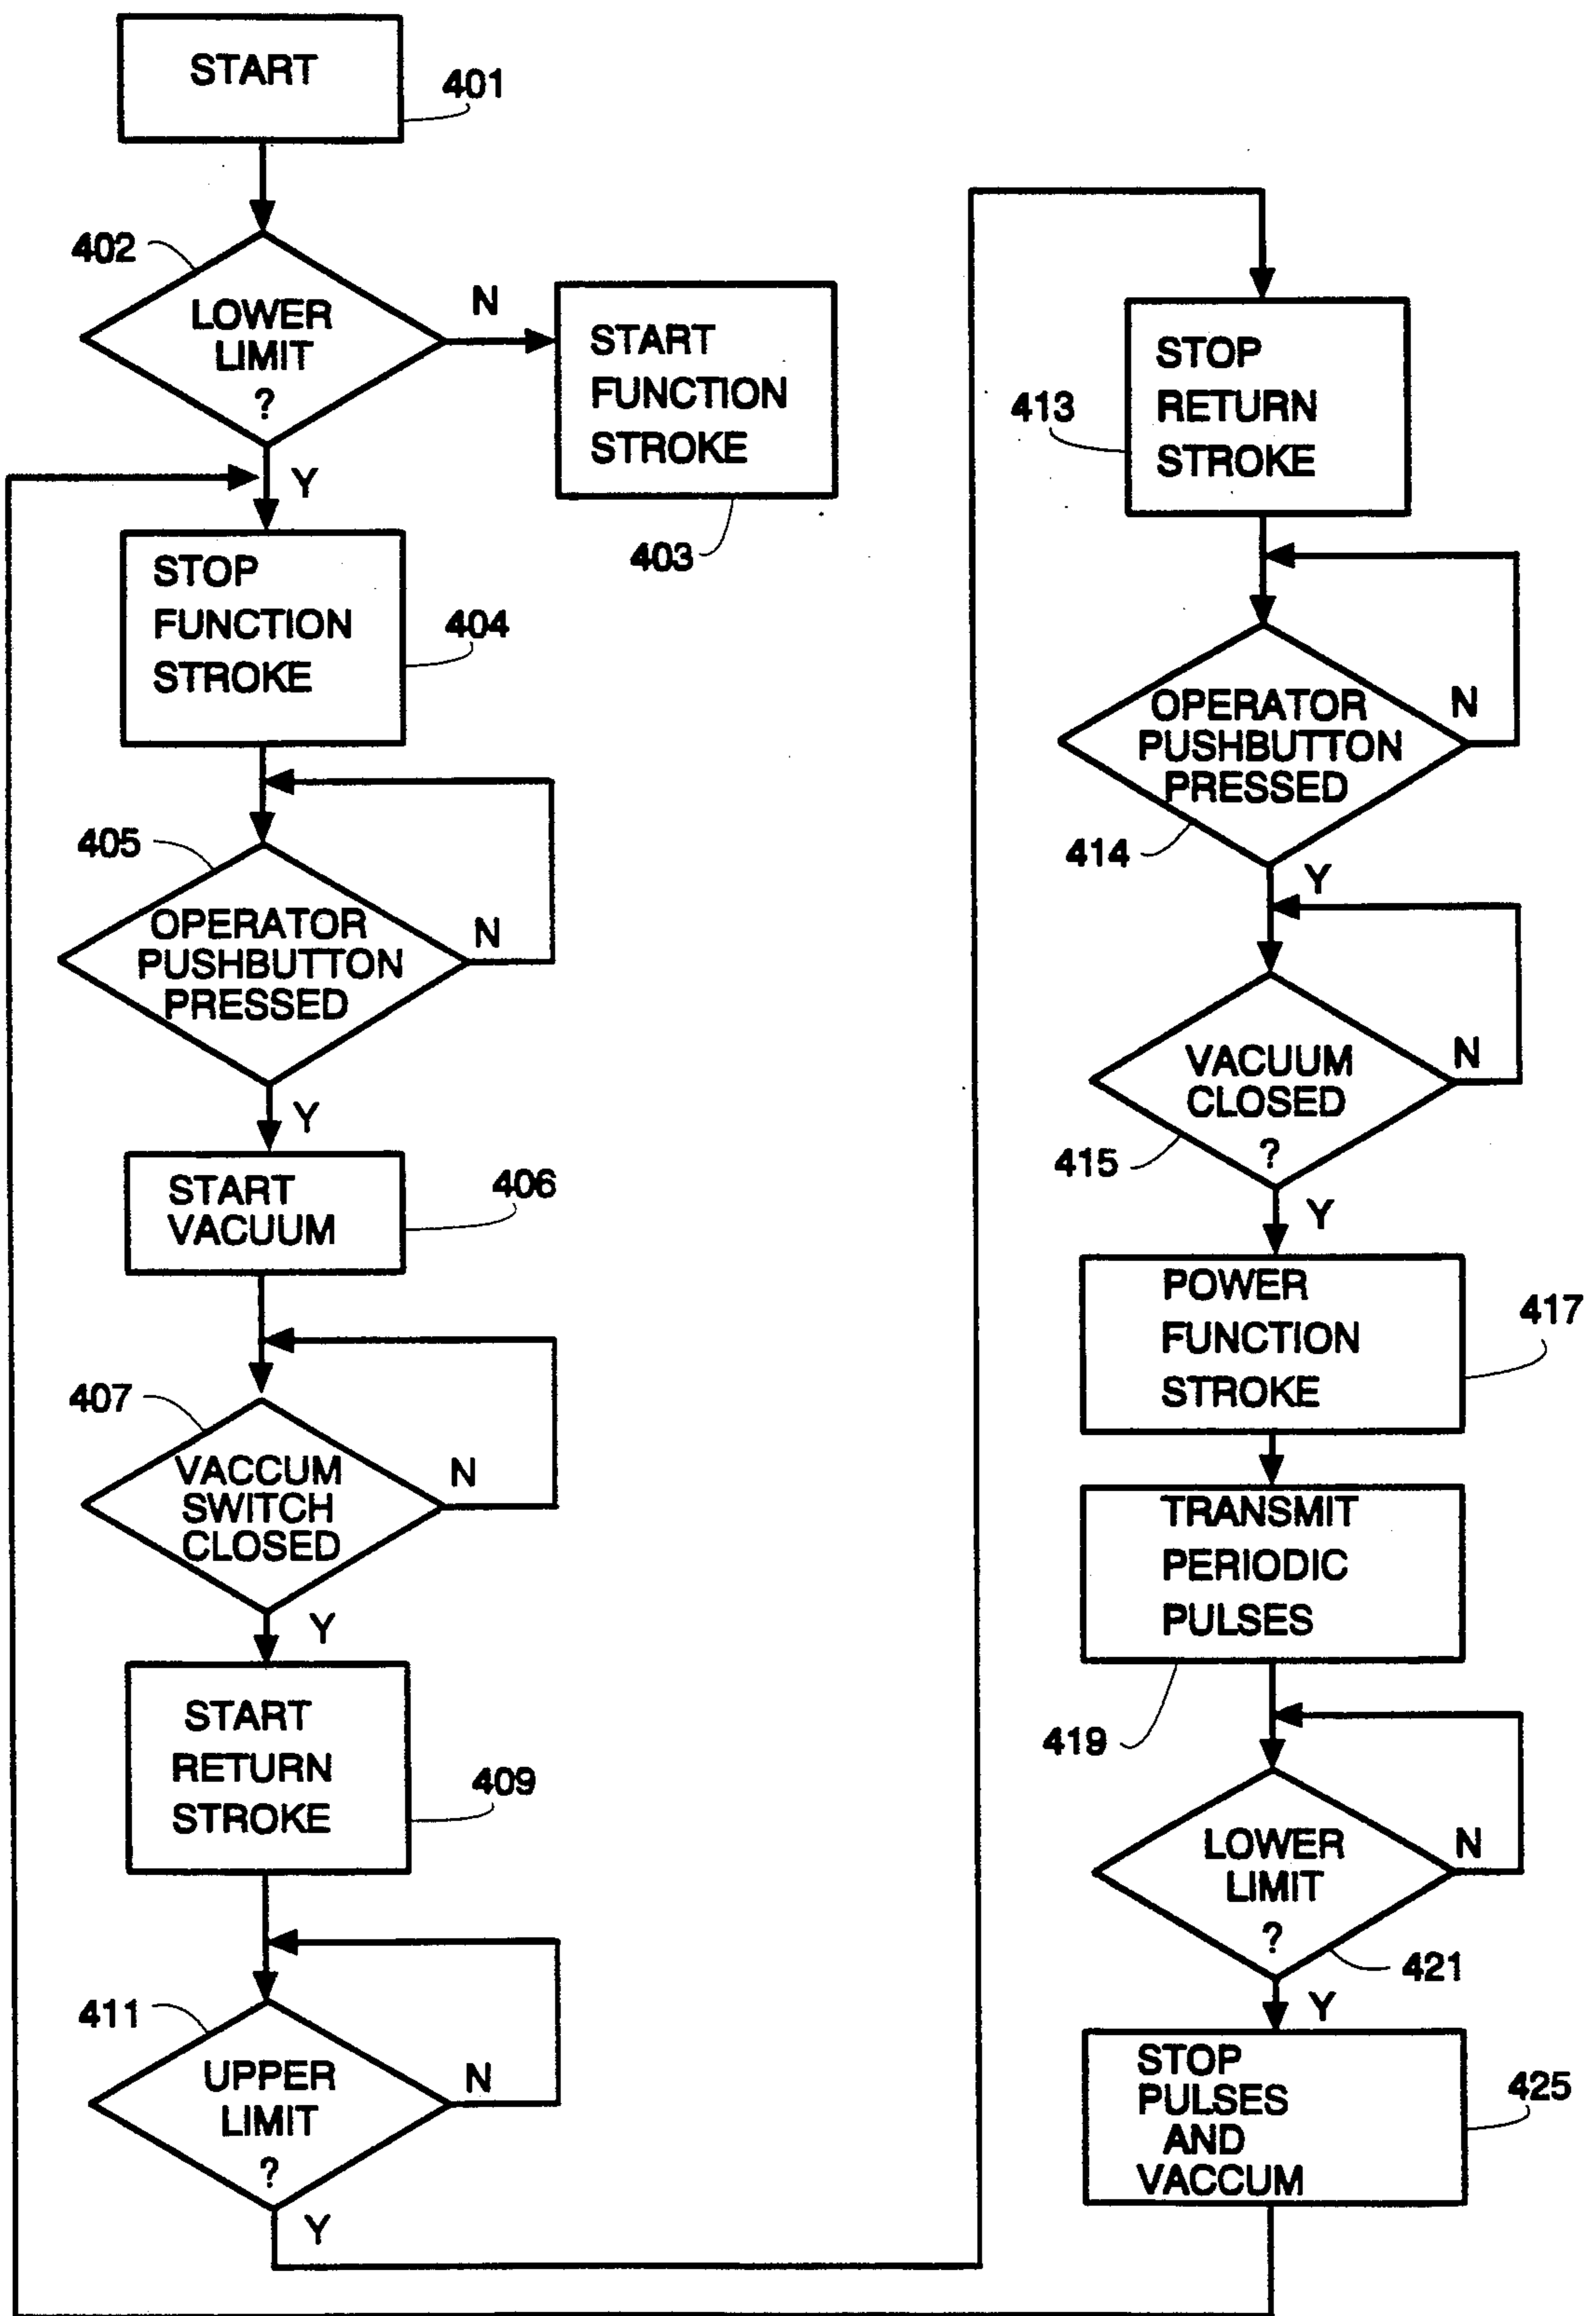 START
401
402
LOWER
LIMIT
?
N
START
FUNCTION
STROKE
403
Y
STOP
FUNCTION
STROKE
404
405
OPERATOR
PUSHBUTTON
PRESSED
N
Y
START
VACUUM
406
407
VACCUM
SWITCH
CLOSED
N
Y
START
RETURN
STROKE
409
411
UPPER
LIMIT
?
N
Y
STOP
RETURN
STROKE
413
OPERATOR
PUSHBUTTON
PRESSED
N
414
Y
VACUUM
CLOSED
?
N
415
Y
POWER
FUNCTION
STROKE
417
TRANSMIT
PERIODIC
PULSES
419
LOWER
LIMIT
?
N
421
Y
STOP
PULSES
AND
VACCUM
425